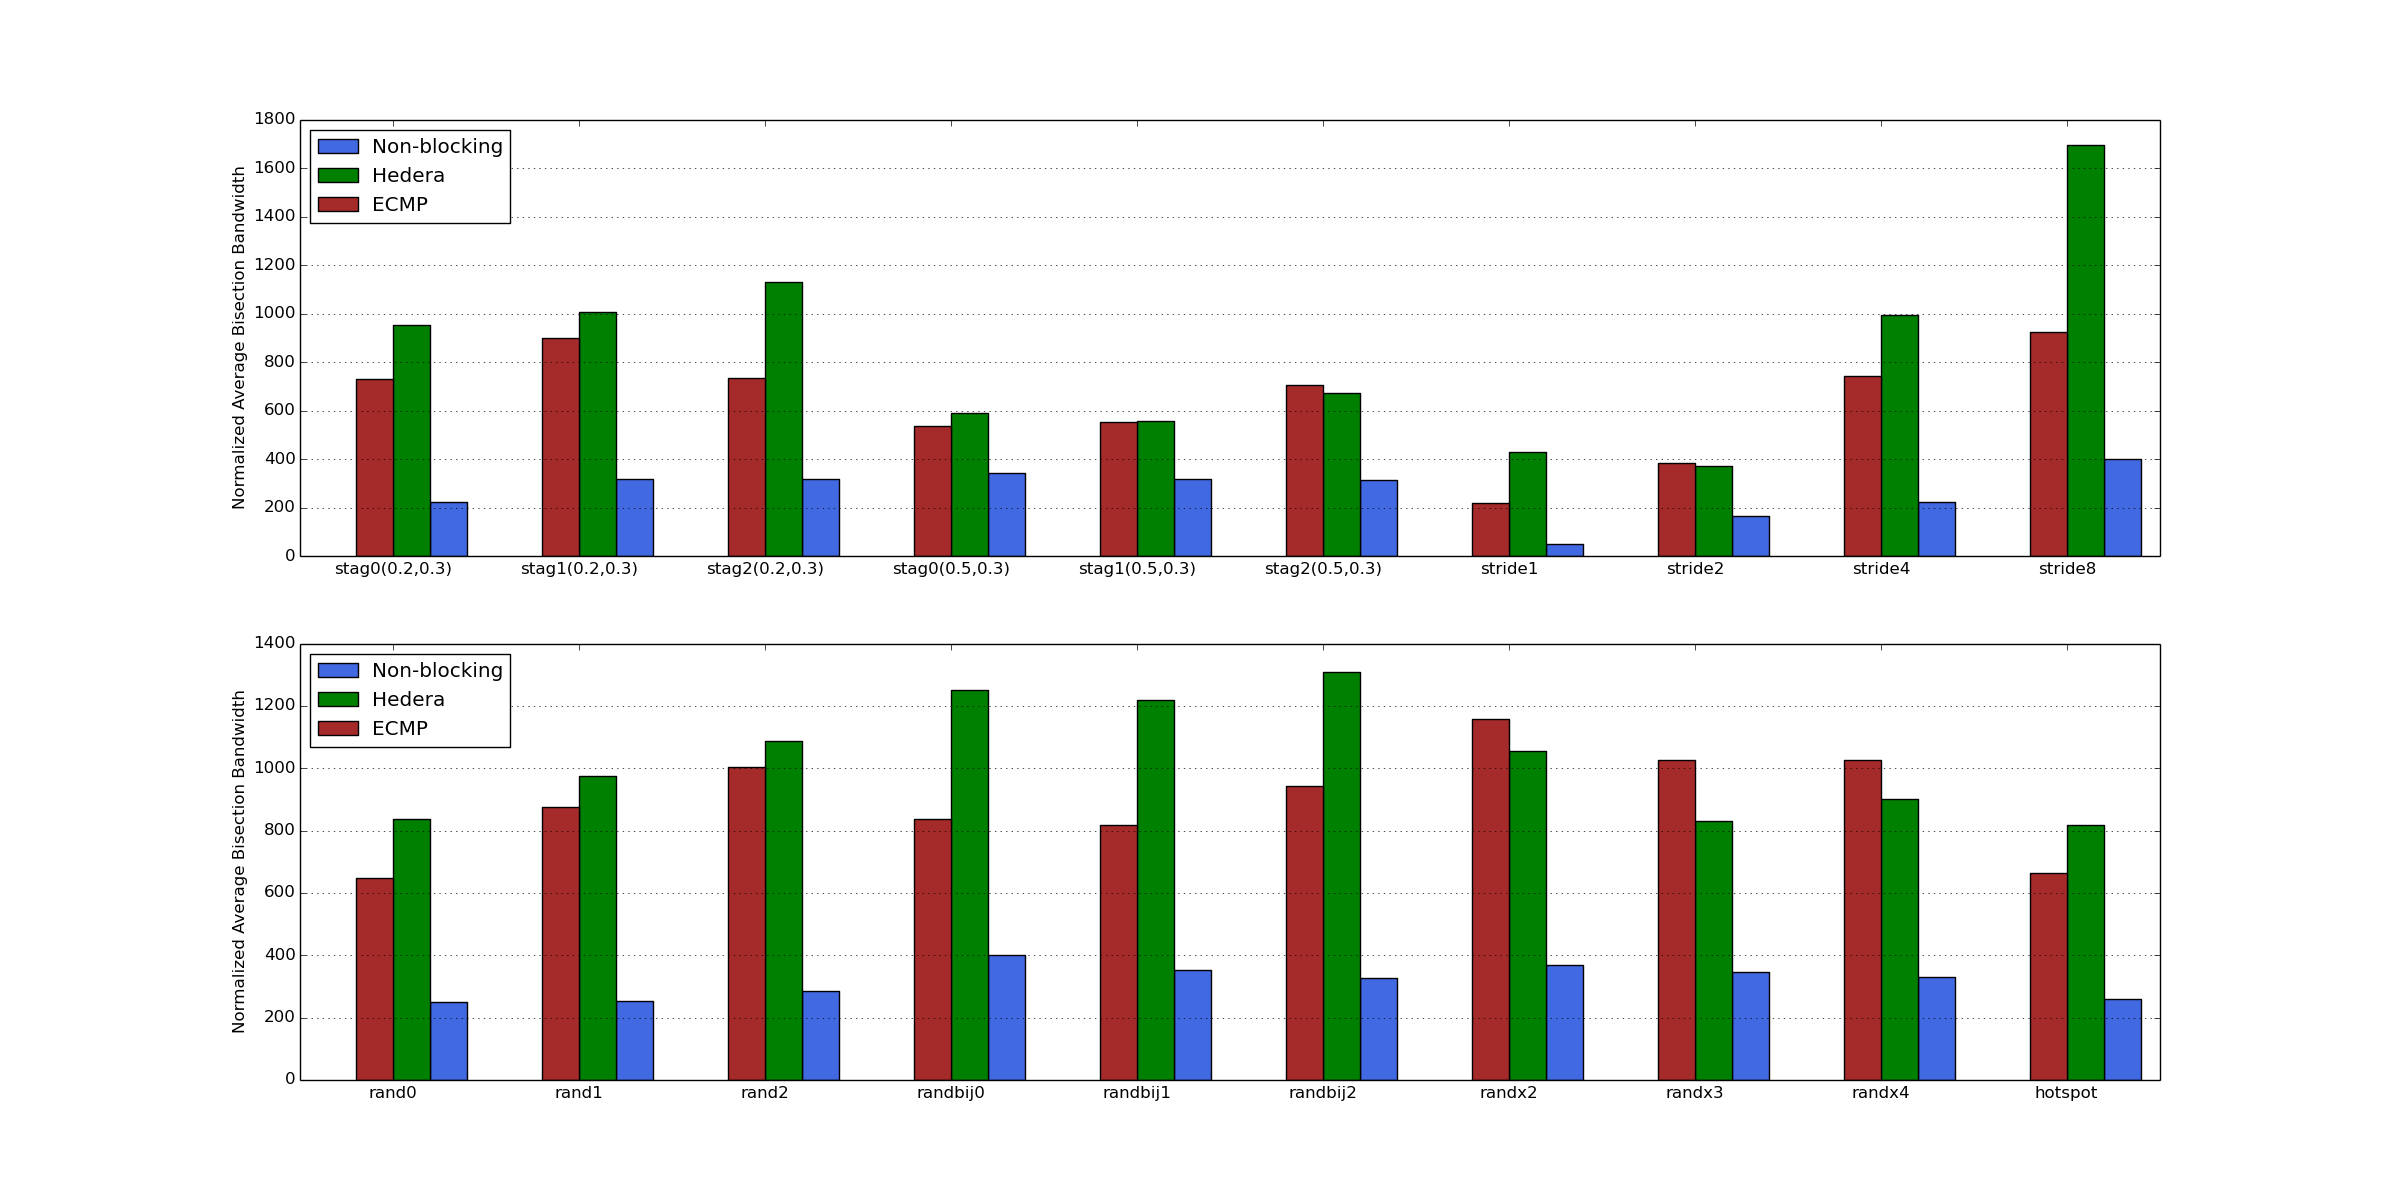 Normalized Average Bisection Bandwidth
1800
1600
1400
1200
1000
800
600
400
200
0
Non-blocking
Hedera
ECMP
stag0(0.2,0.3) stag1(0.2,0.3) stag2(0.2,0.3) stag0(0.5,0.3) stag1(0.5,0.3) stag2(0.5,0.3) stride1 stride2 stride4 stride8
Normalized Average Bisection Bandwidth
1400
1200
1000
800
600
400
200
0
Non-blocking
Hedera
ECMP
rand0 rand1 rand2 randbij0 randbij1 randbij2 randx2 randx3 randx4 hotspot